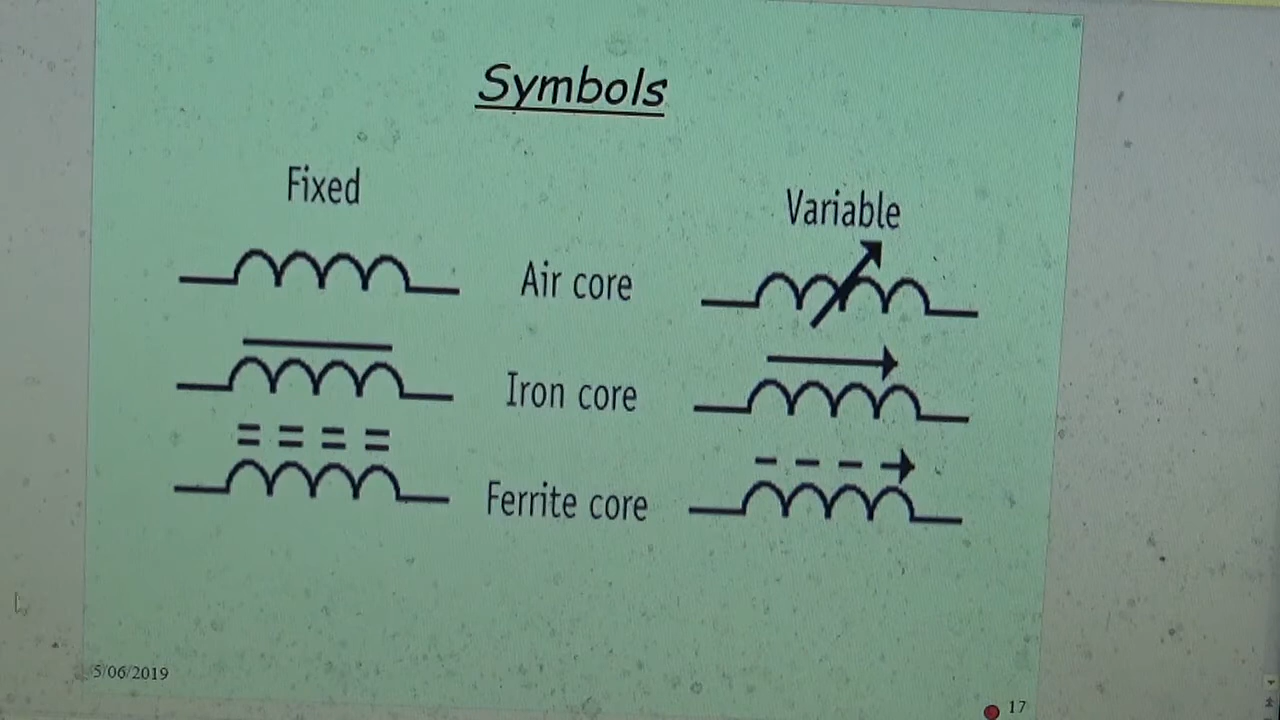 Symbols
Fixed
Variable
Air core
Iron core
Ferrite core
5/06/2019
17